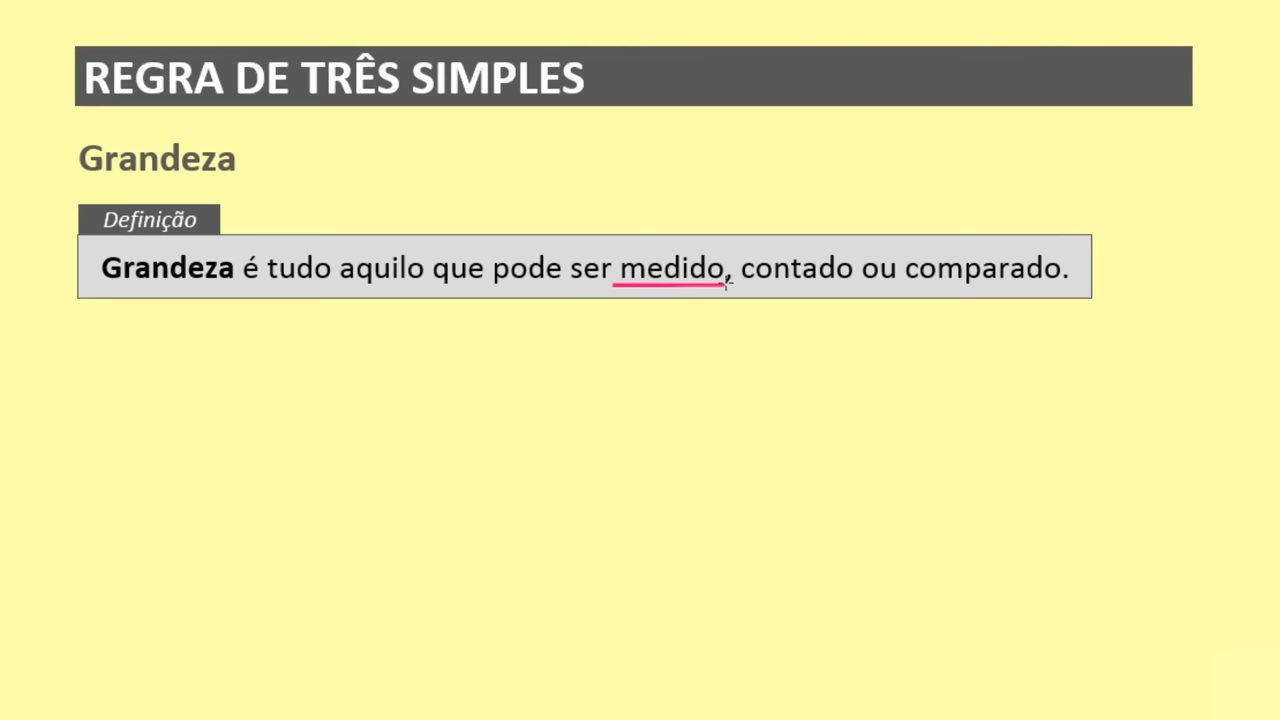 REGRA DE TRÊS SIMPLES
Grandeza
Definição
Grandeza é tudo aquilo que pode ser medido, contado ou comparado.